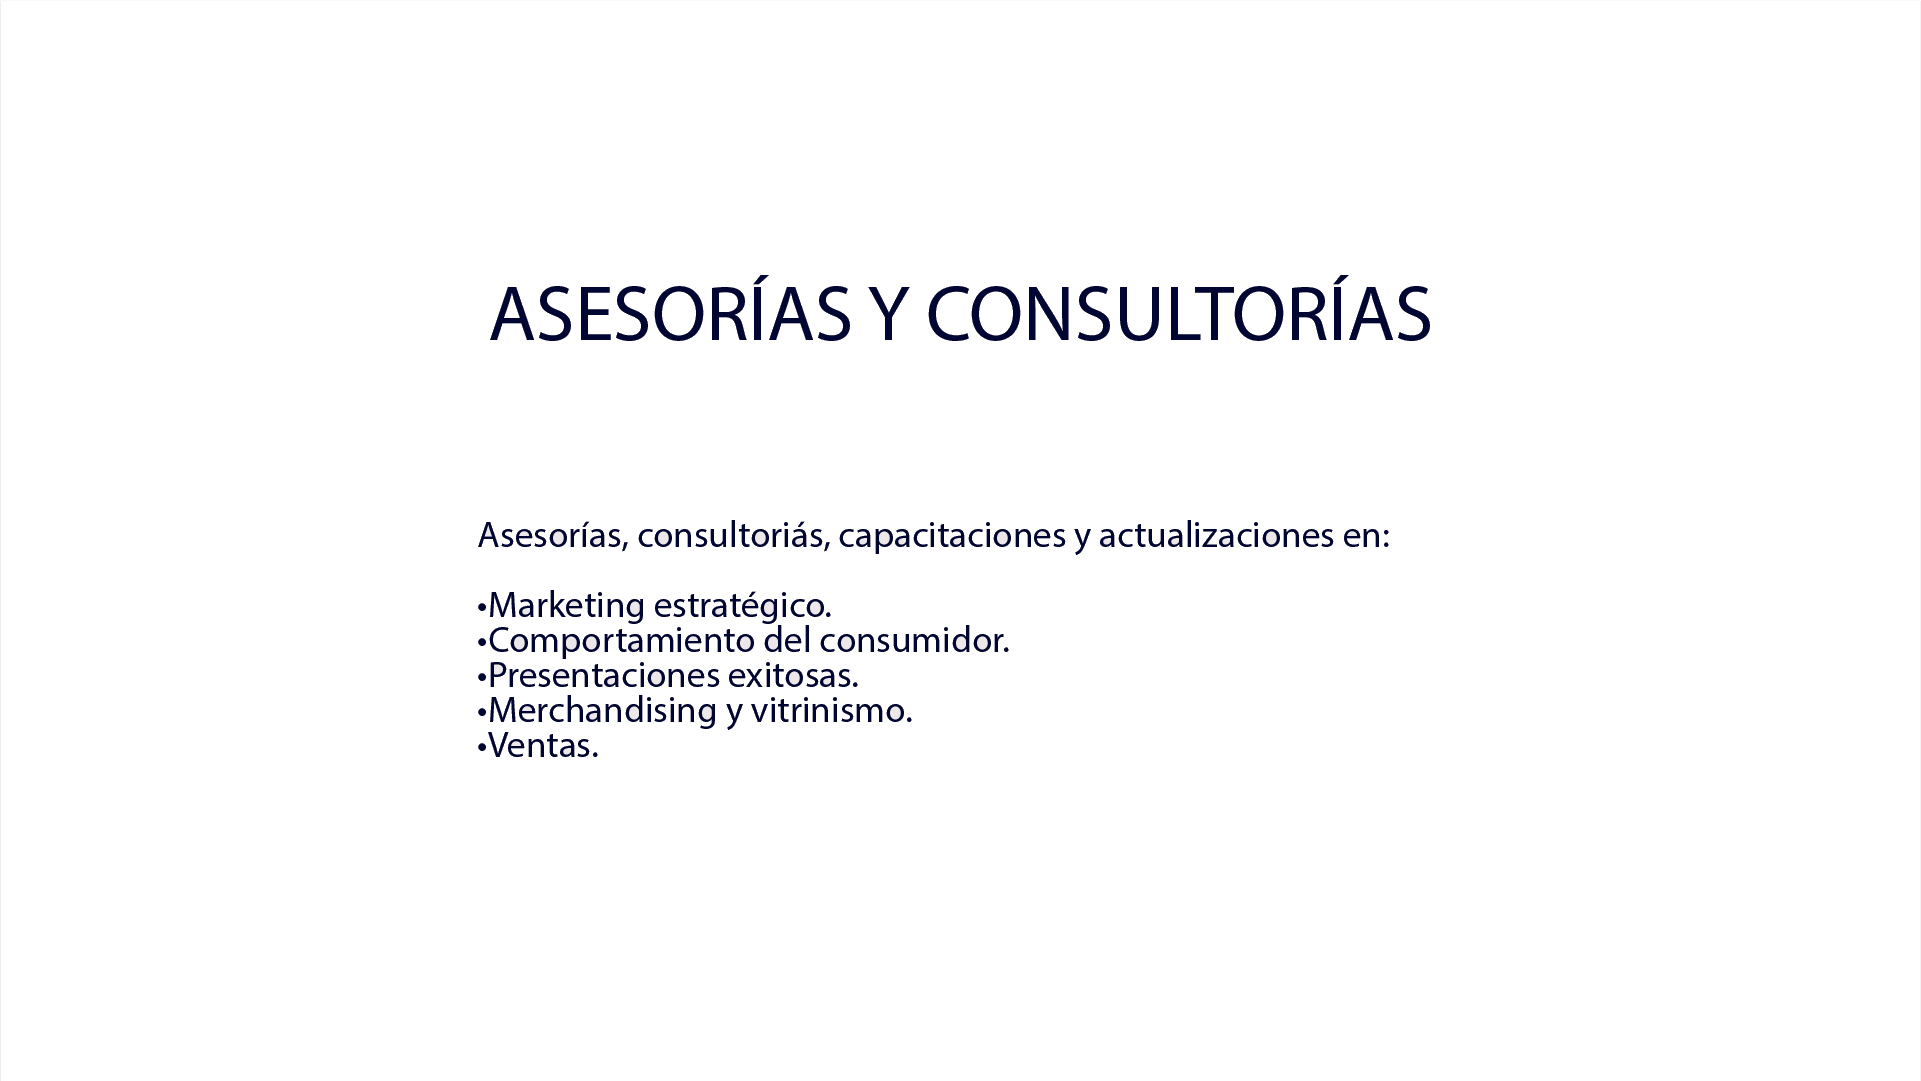 ASESORÍAS Y CONSULTORÍAS
Asesorías, consultoriás, capacitaciones y actualizaciones en:
•Marketing estratégico.
•Comportamiento del consumidor.
•Presentaciones exitosas.
•Merchandising y vitrinismo.
•Ventas.